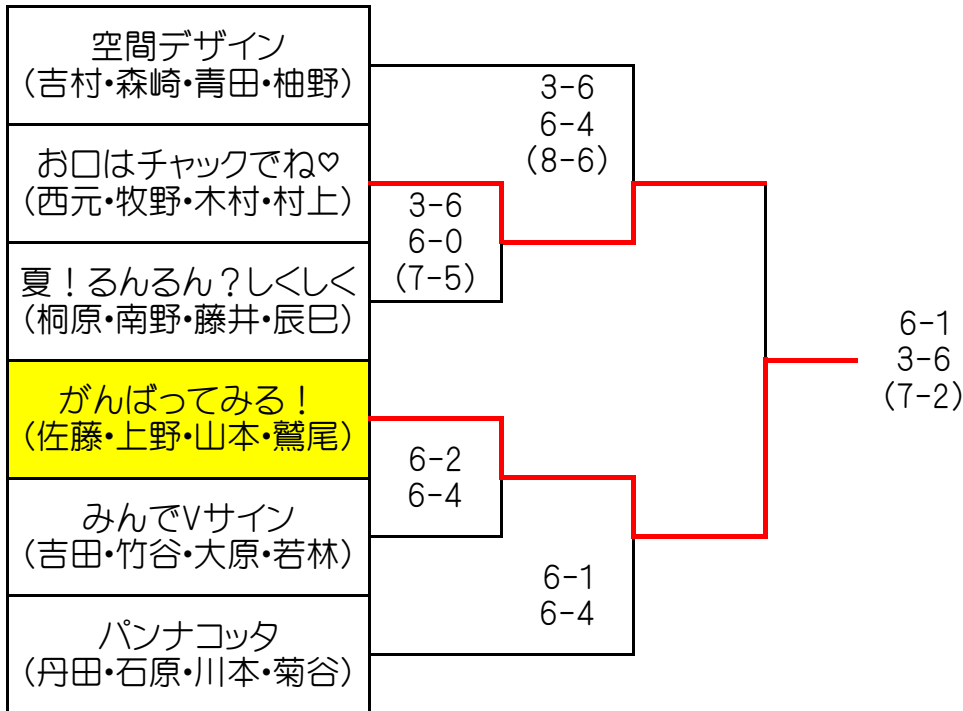 空間デザイン
(吉村・森崎・青田・柚野)
お口はチャックでね♡
(西元・牧野・木村・村上)
夏！るんるん？しくしく
(桐原・南野・藤井・辰巳)
がんばってみる！
(佐藤・上野・山本・鷲尾)
みんでVサイン
(吉田・竹谷・大原・若林)
パンナコッタ
(丹田・石原・川本・菊谷)
3-6
6-0
(7-5)
6-2
6-4
3-6
6-4
(8-6)
6-1
6-4
6-1
3-6
(7-2)